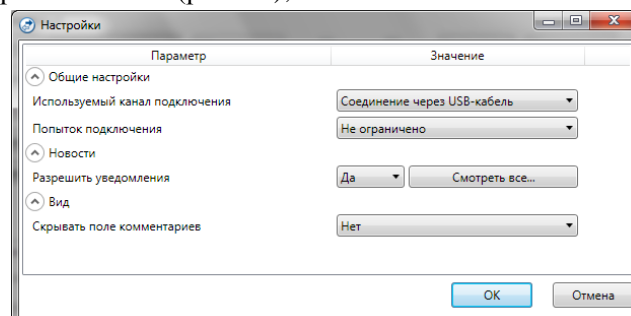 Настройки
Параметр Значение
Общие настройки
Используемый канал подключения Соединение через USB-кабель
Попыток подключения Не ограничено
Новости
Разрешить уведомления Да Смотреть все...
Вид
Скрывать поле комментариев Нет
OK Отмена